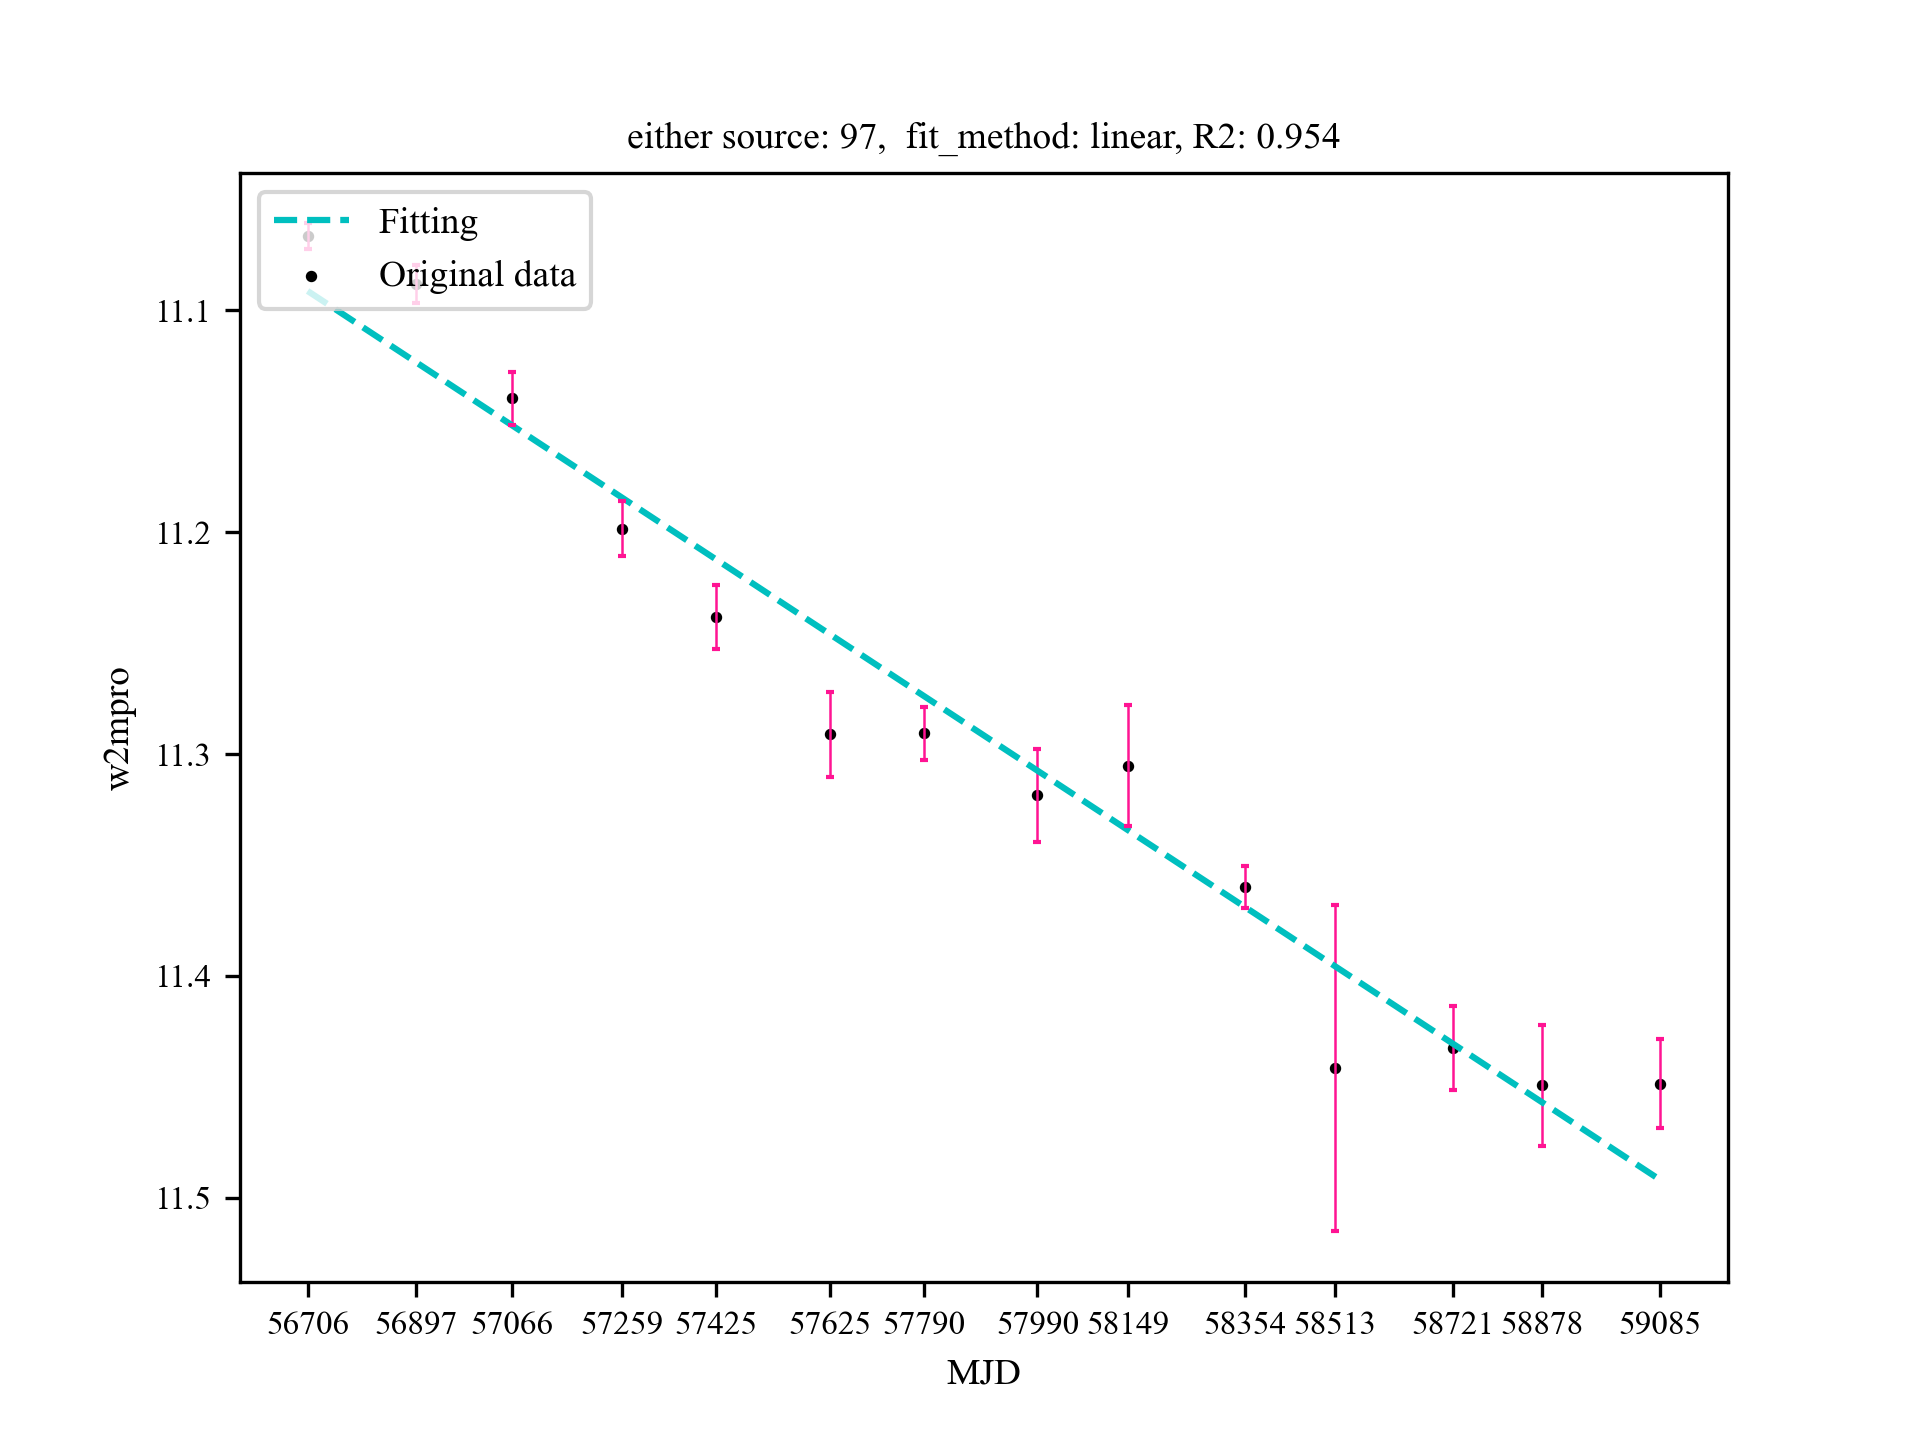 either source: 97,  fit_method: linear, R2: 0.954
Fitting
Original data
11.1
11.2
11.3
11.4
11.5
w2mpro
56706 56897 57066 57259 57425 57625 57790 57990 58149 58354 58513 58721 58878 59085
MJD